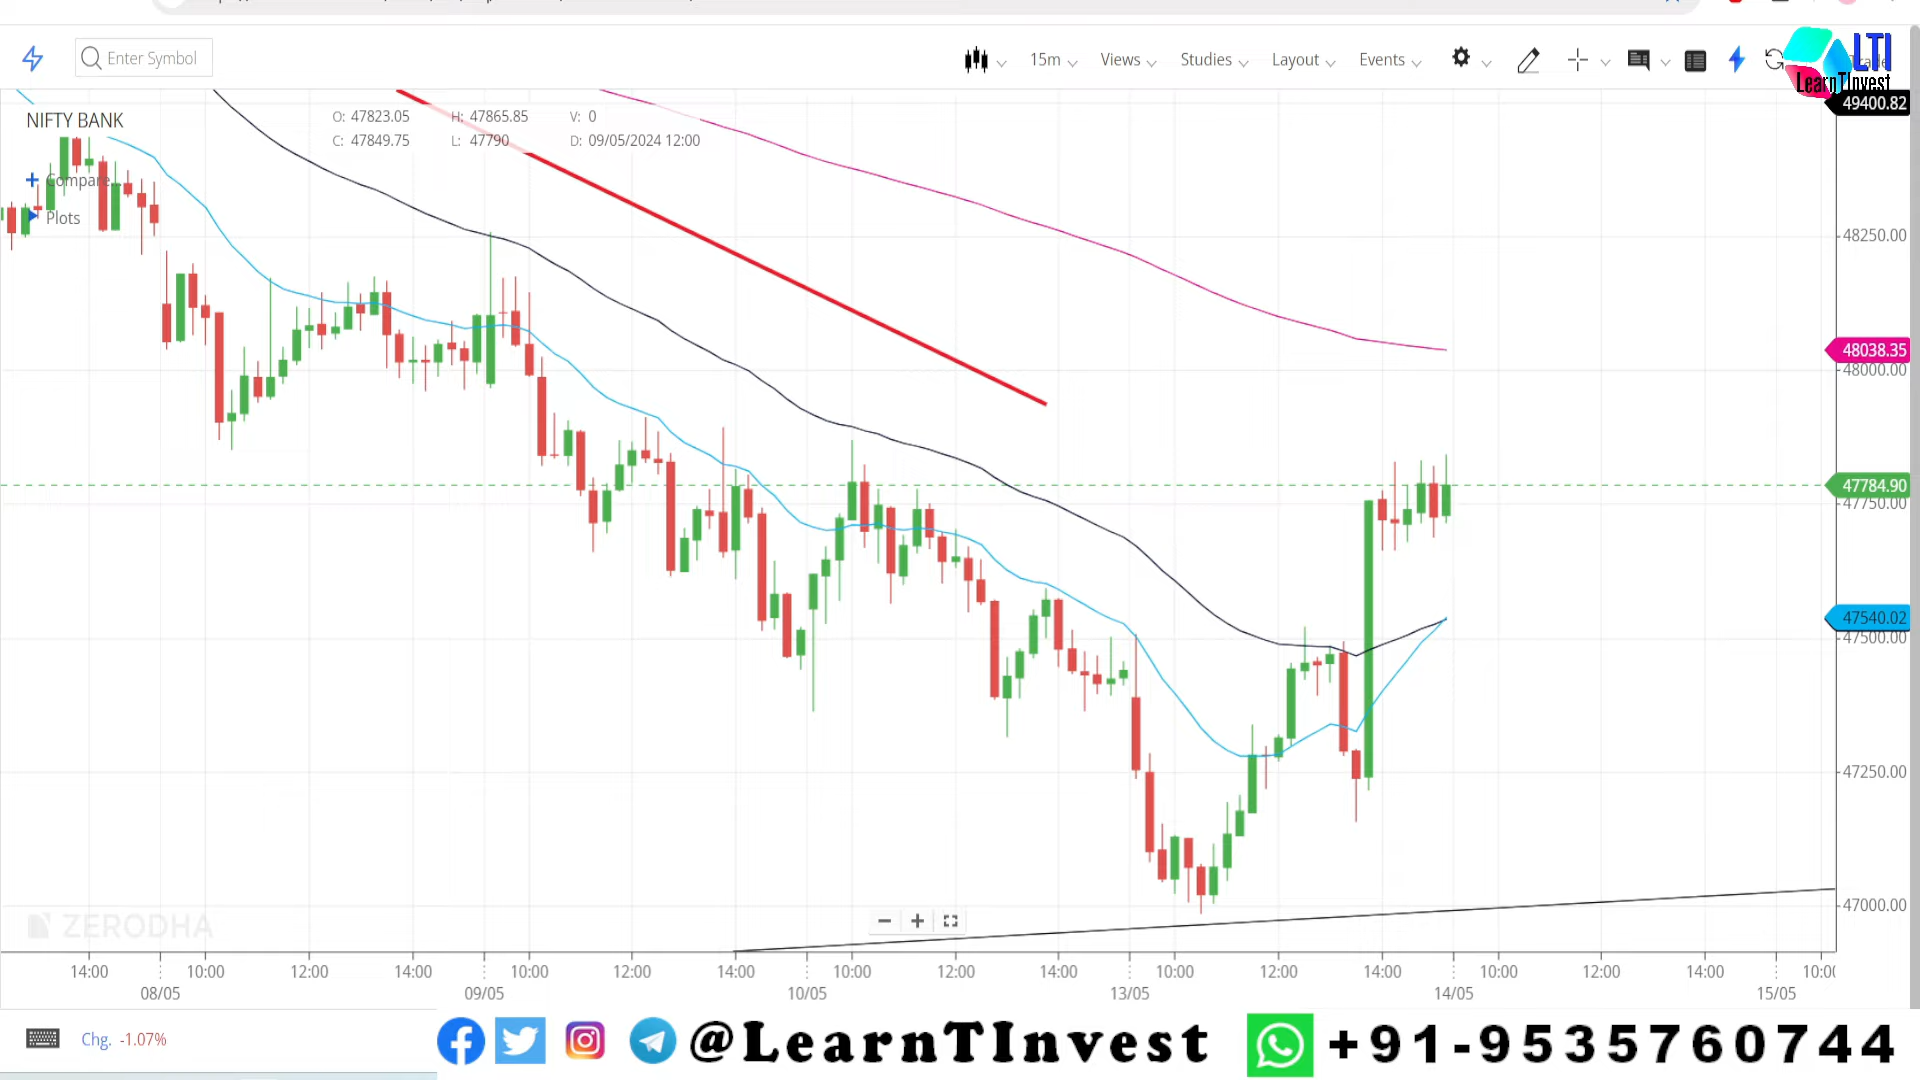 Enter Symbol
15m
Views
Studies
Layout
Events
LTI
LearnTInvest
49400.82
NIFTY BANK
O: 47823.05 H: 47865.85 V: 0
C: 47849.75 L: 47790 D: 09/05/2024 12:00
+ Compare...
Plots
48250.00
48038.35
48000.00
47784.90
47750.00
47540.02
47500.00
47250.00
47000.00
ZERODHA
14:00 10:00 12:00 14:00 10:00 12:00 14:00 10:00 12:00 14:00 10:00 12:00 14:00 10:00 12:00 14:00 10:00
08/05 09/05 10/05 13/05 14/05 15/05
Chg. -1.07%
@LearnTInvest +91-9535760744